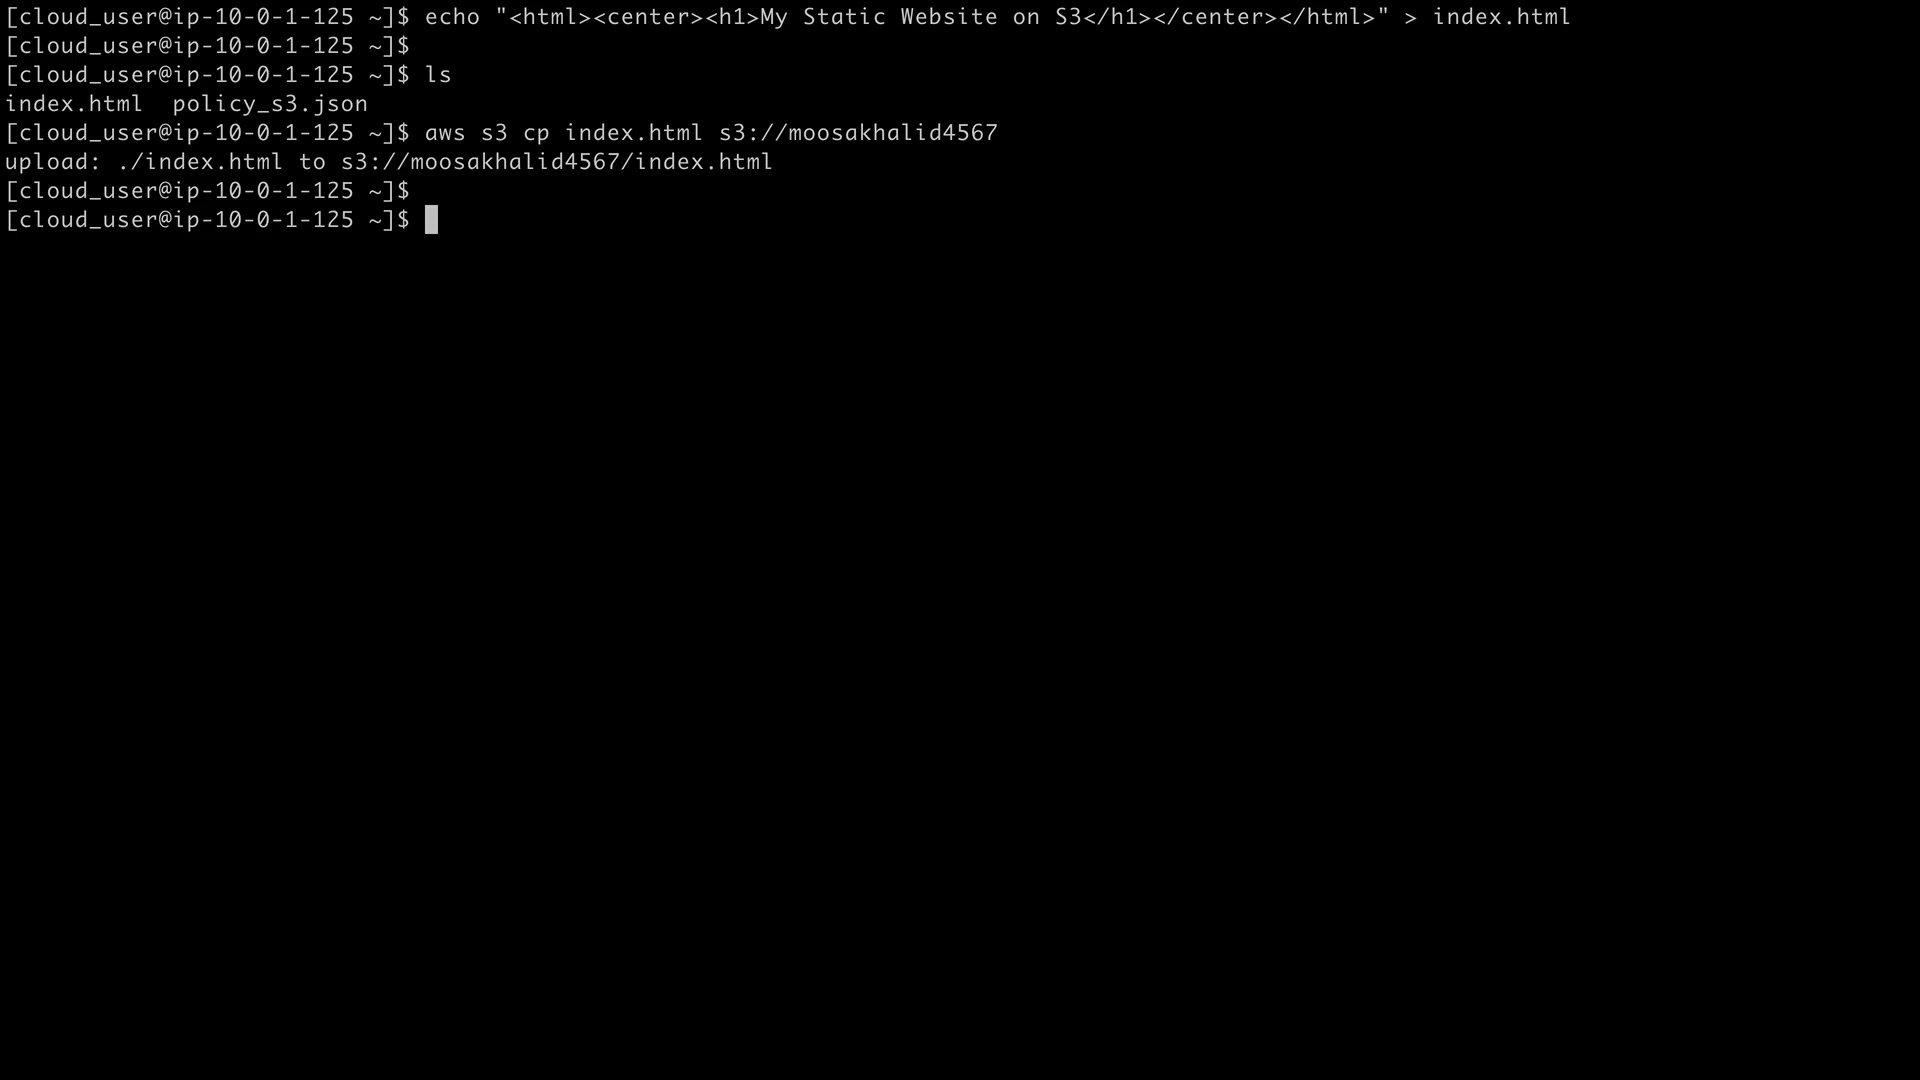 [cloud_user@ip-10-0-1-125 ~]$ echo "<html><center><h1>My Static Website on S3</h1></center></html>" > index.html
[cloud_user@ip-10-0-1-125 ~]$
[cloud_user@ip-10-0-1-125 ~]$ ls
index.html  policy_s3.json
[cloud_user@ip-10-0-1-125 ~]$ aws s3 cp index.html s3://moosakhalid4567
upload: ./index.html to s3://moosakhalid4567/index.html
[cloud_user@ip-10-0-1-125 ~]$
[cloud_user@ip-10-0-1-125 ~]$